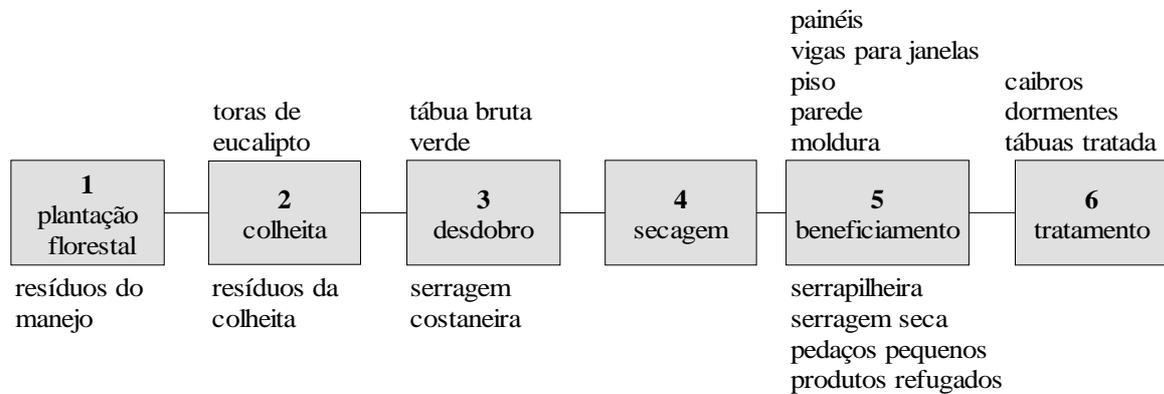 painéis
vigas para janelas
piso
parede
moldura
toras de
eucalipto
tábua bruta
verde
caibros
dormentes
tábuas tratada
1
plantação
florestal
2
colheita
3
desdobro
4
secagem
5
beneficiamento
6
tratamento
resíduos do
manejo
resíduos da
colheita
serragem
costaneira
serrapilheira
serragem seca
pedaços pequenos
produtos refugados